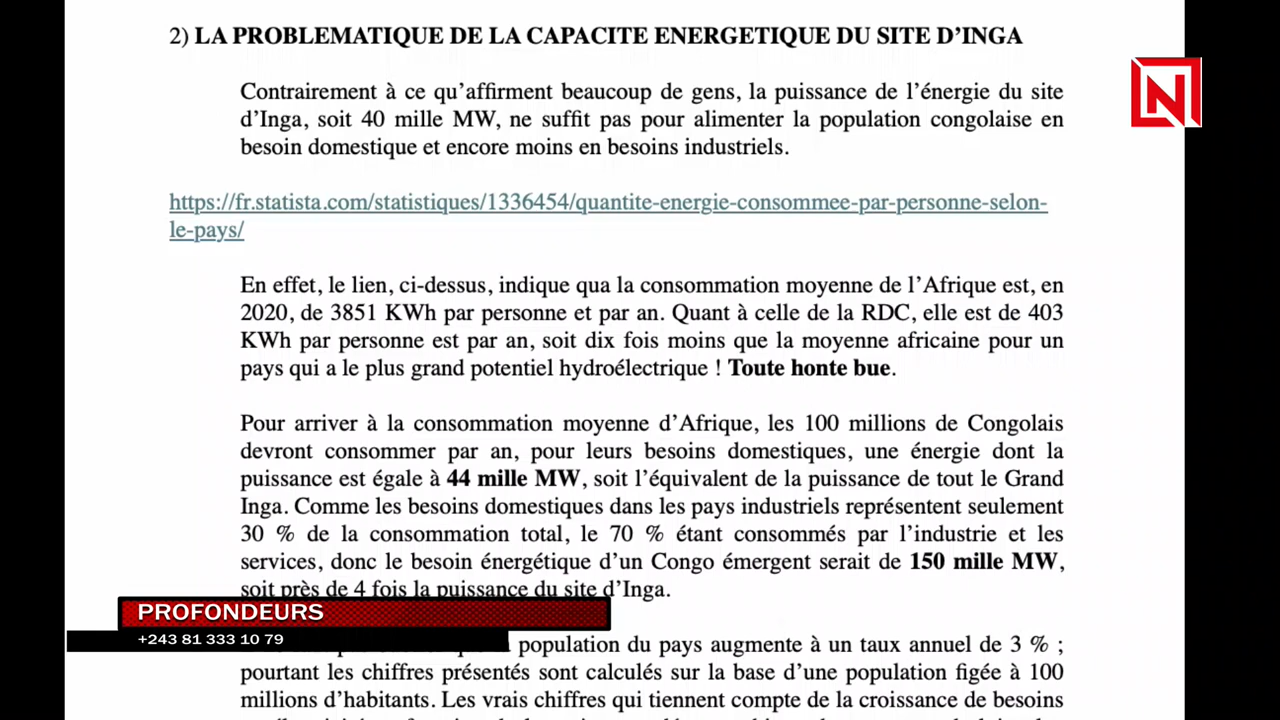 2) LA PROBLEMATIQUE DE LA CAPACITE ENERGETIQUE DU SITE D’INGA
N
Contrairement à ce qu’affirment beaucoup de gens, la puissance de l’énergie du site
d’Inga, soit 40 mille MW, ne suffit pas pour alimenter la population congolaise en
besoin domestique et encore moins en besoins industriels.
https://fr.statista.com/statistiques/1336454/quantite-energie-consommee-par-personne-selon-
le-pays/
En effet, le lien, ci-dessus, indique qua la consommation moyenne de l’Afrique est, en
2020, de 3851 KWh par personne et par an. Quant à celle de la RDC, elle est de 403
KWh par personne est par an, soit dix fois moins que la moyenne africaine pour un
pays qui a le plus grand potentiel hydroélectrique ! Toute honte bue.
Pour arriver à la consommation moyenne d’Afrique, les 100 millions de Congolais
devront consommer par an, pour leurs besoins domestiques, une énergie dont la
puissance est égale à 44 mille MW, soit l’équivalent de la puissance de tout le Grand
Inga. Comme les besoins domestiques dans les pays industriels représentent seulement
30 % de la consommation total, le 70 % étant consommés par l’industrie et les
services, donc le besoin énergétique d’un Congo émergent serait de 150 mille MW,
soit près de 4 fois la puissance du site d’Inga.
PROFONDEURS
+243 81 333 10 79
population du pays augmente à un taux annuel de 3 % ;
pourtant les chiffres présentés sont calculés sur la base d’une population figée à 100
millions d’habitants. Les vrais chiffres qui tiennent compte de la croissance de besoins